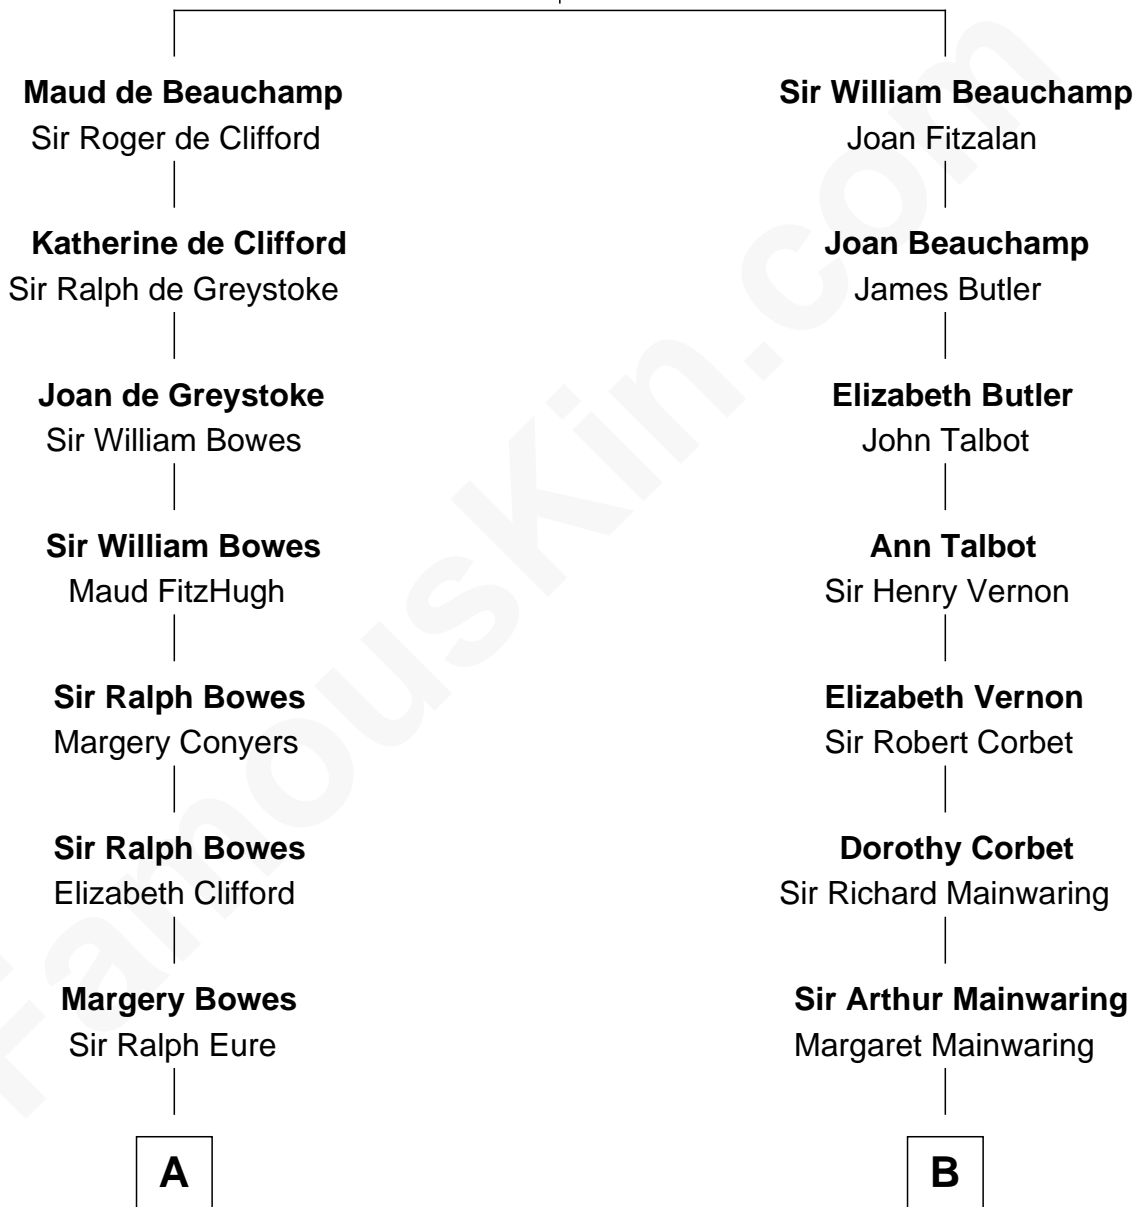 Maud de Beauchamp
Sir Roger de Clifford
Katherine de Clifford
Sir Ralph de Greystoke
Joan de Greystoke
Sir William Bowes
Sir William Bowes
Maud FitzHugh
Sir Ralph Bowes
Margery Conyers
Sir Ralph Bowes
Elizabeth Clifford
Margery Bowes
Sir Ralph Eure
A
Sir William Beauchamp
Joan Fitzalan
Joan Beauchamp
James Butler
Elizabeth Butler
John Talbot
Ann Talbot
Sir Henry Vernon
Elizabeth Vernon
Sir Robert Corbet
Dorothy Corbet
Sir Richard Mainwaring
Sir Arthur Mainwaring
Margaret Mainwaring
B
FamousKin.com